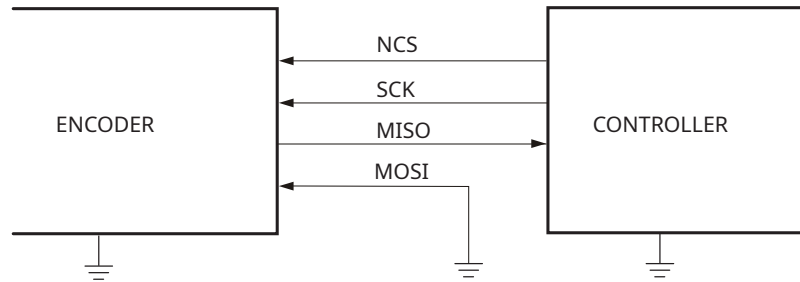 NCS
SCK
ENCODER
CONTROLLER
MISO
MOSI